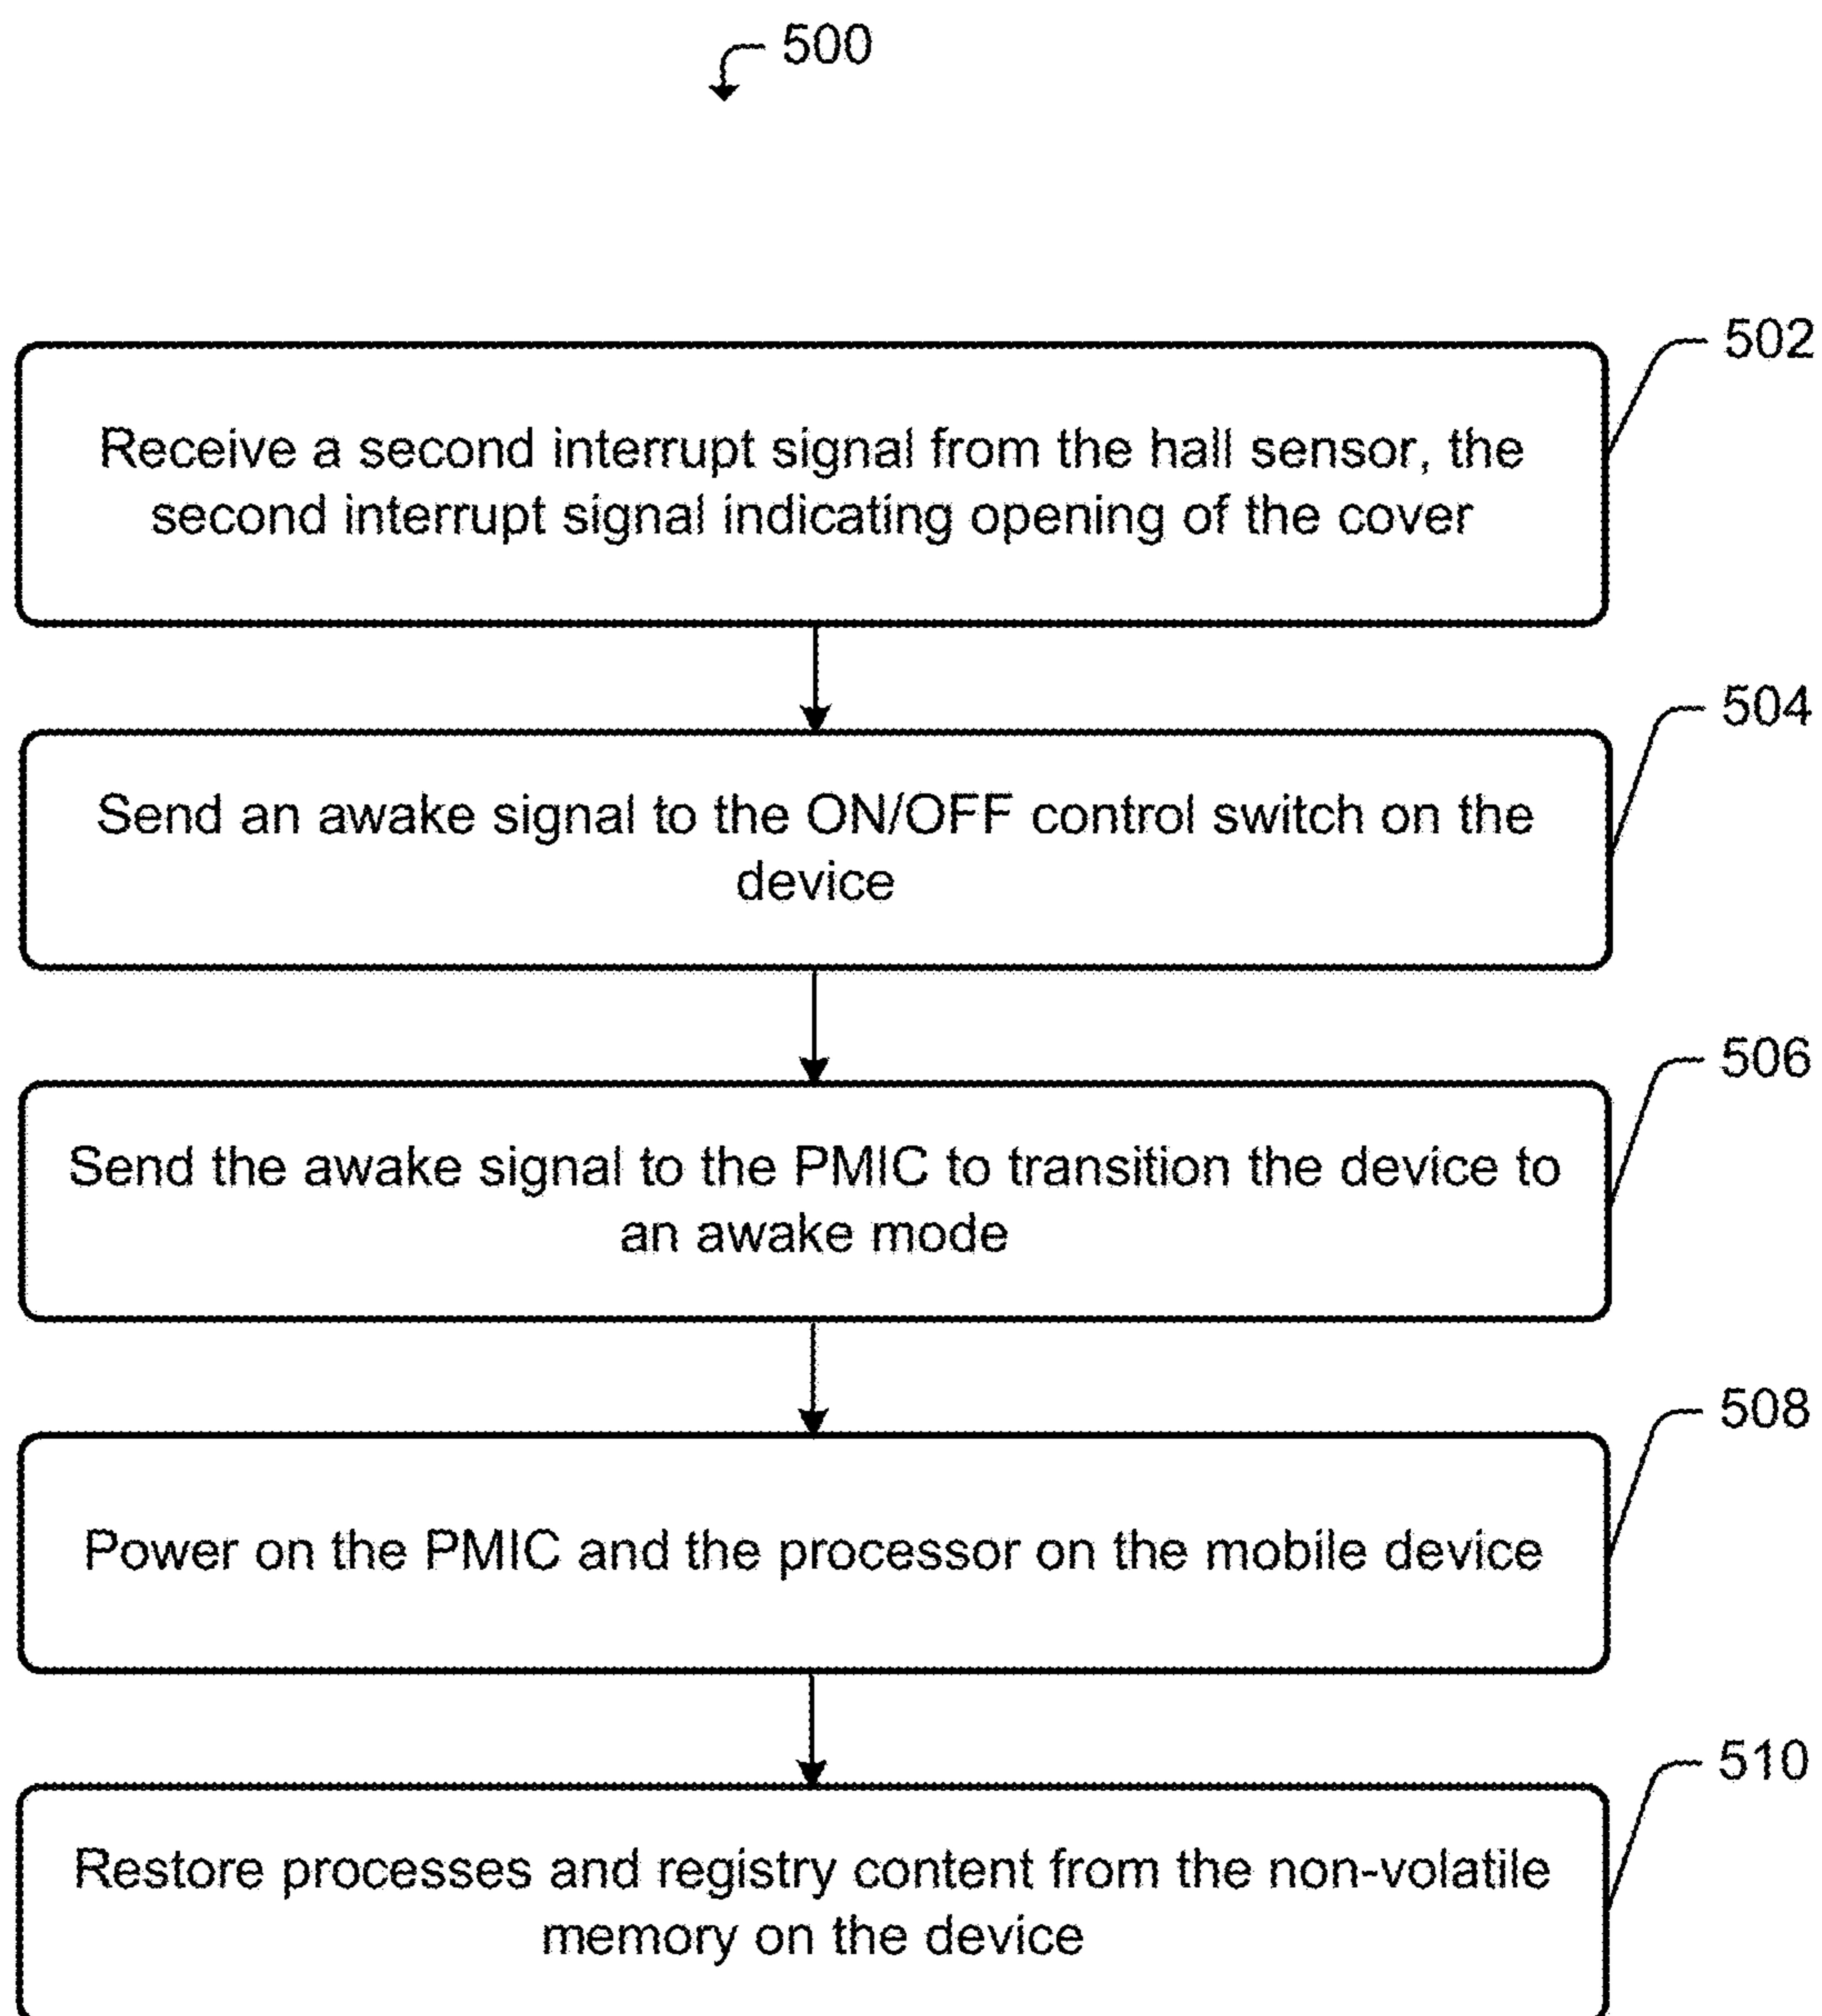 500
502
Receive a second interrupt signal from the hall sensor, the
second interrupt signal indicating opening of the cover
504
Send an awake signal to the ON/OFF control switch on the
device
506
Send the awake signal to the PMIC to transition the device to
an awake mode
508
Power on the PMIC and the processor on the mobile device
510
Restore processes and registry content from the non-volatile
memory on the device